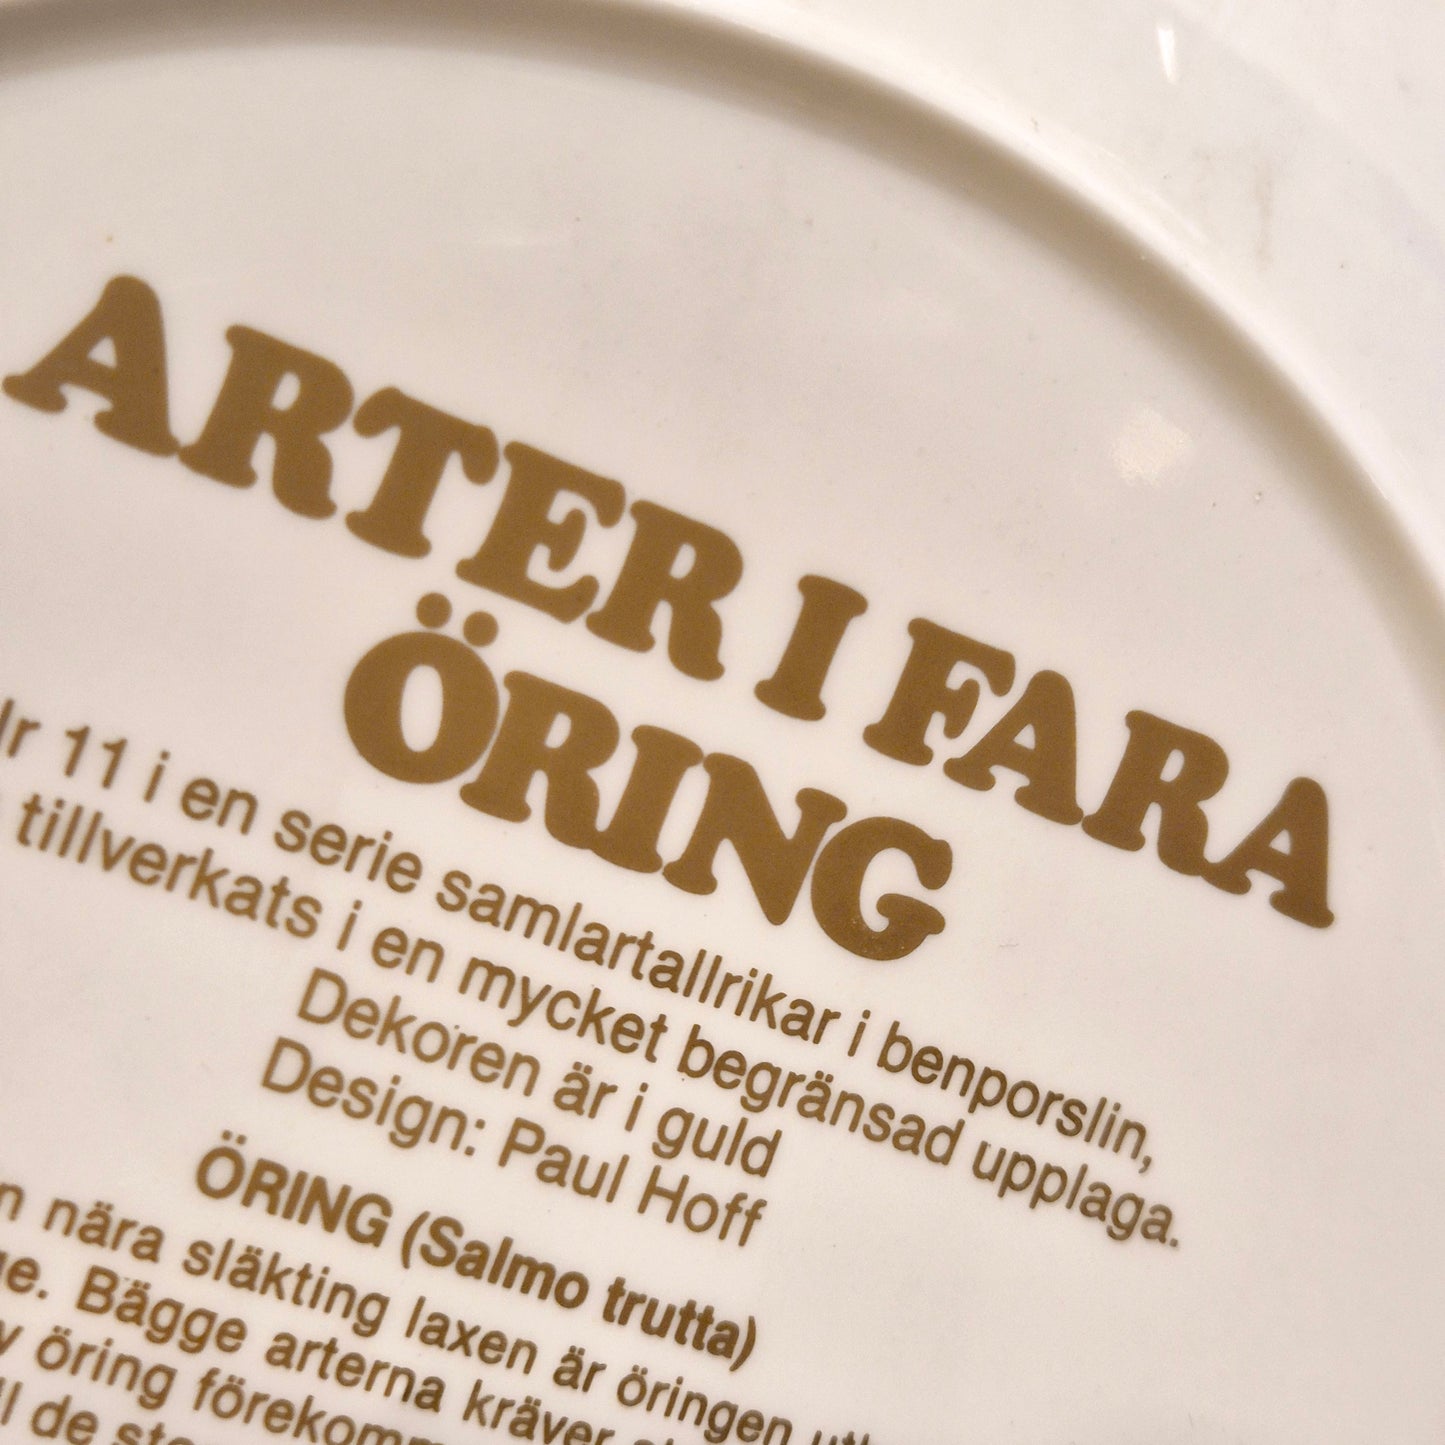 ARTER I FARA
ÖRING
11 i en serie samlartallrikar i benporslin,
tillverkats i en mycket begränsad upplaga.
Dekoren är i guld
Design: Paul Hoff
ÖRING (Salmo trutta)
nära släkting laxen är öringen
Bägge arterna kräver
öring
de